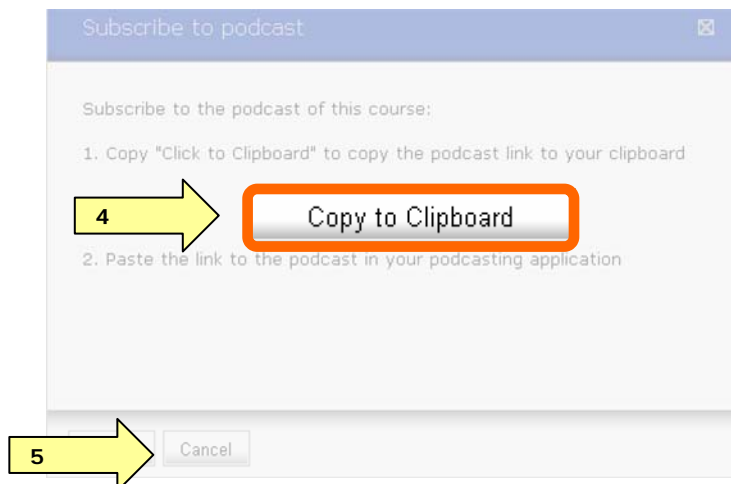 Subscribe to podcast
Subscribe to the podcast of this course:
1. Copy "Click to Clipboard" to copy the podcast link to your clipboard
4
Copy to Clipboard
2. Paste the link to the podcast in your podcasting application
5
Cancel